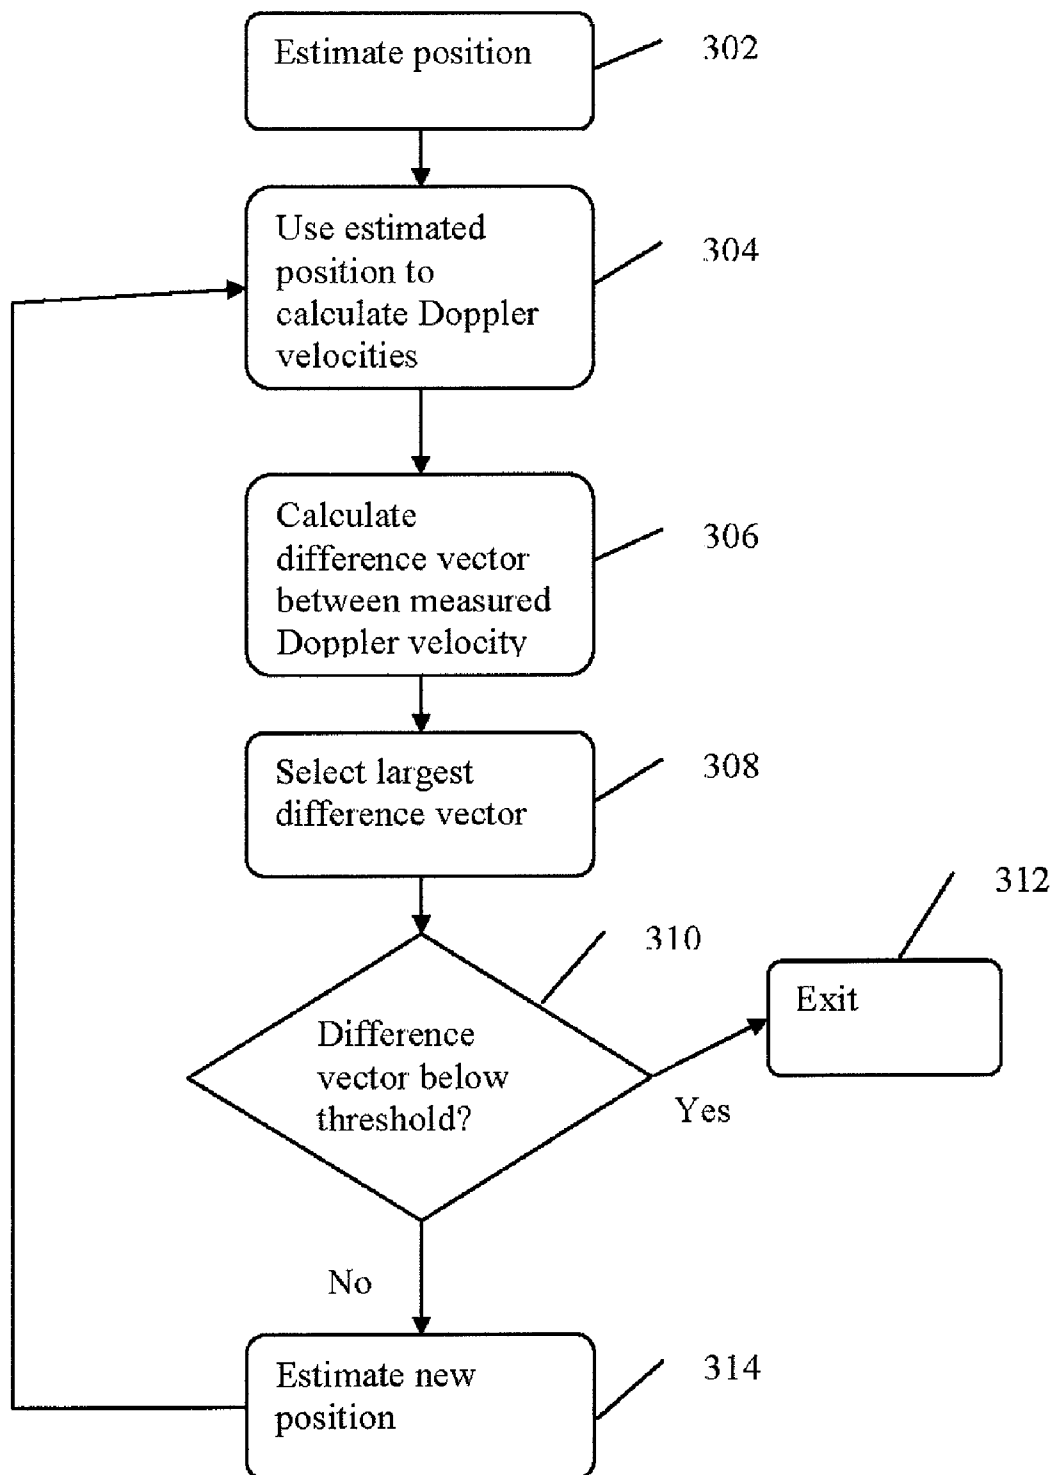 Estimate position
302
Use estimated
position to
calculate Doppler
velocities
304
Calculate
difference vector
between measured
Doppler velocity
306
Select largest
difference vector
308
Difference
vector below
threshold?
310
Yes
Exit
312
No
Estimate new
position
314